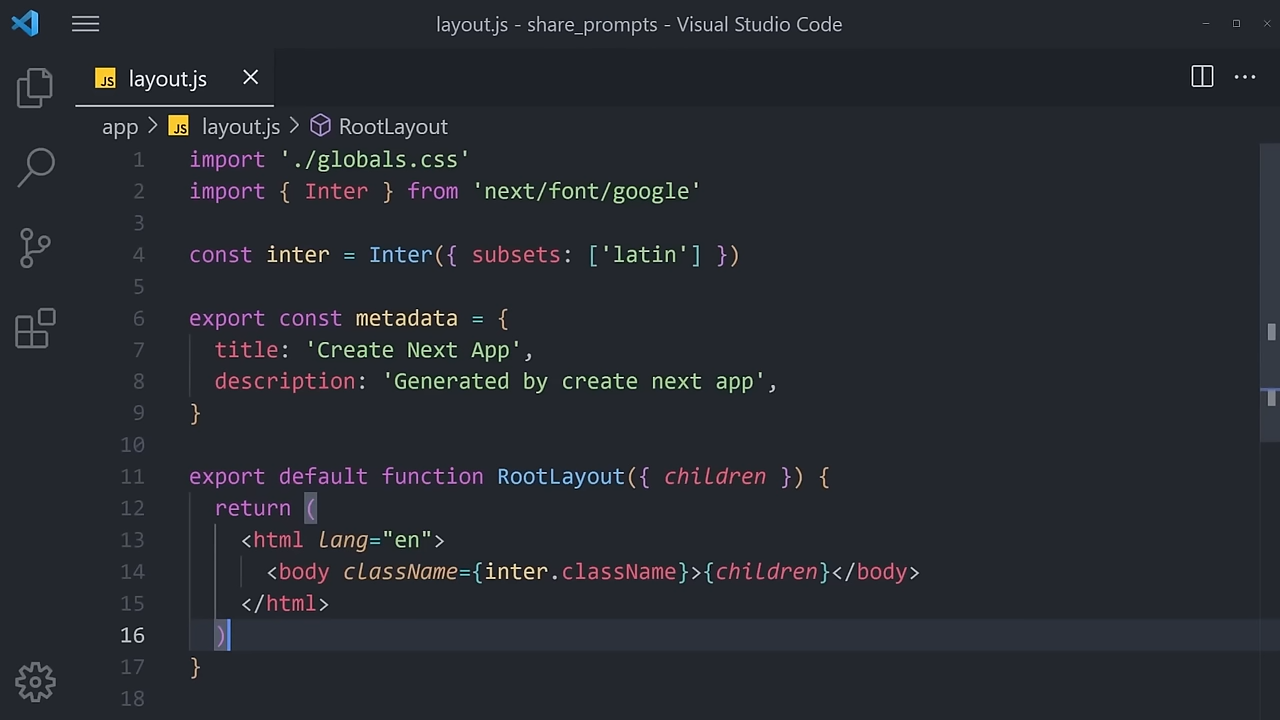 layout.js - share_prompts - Visual Studio Code
JS layout.js
app > JS layout.js > RootLayout
1 import './globals.css'
2 import { Inter } from 'next/font/google'
3
4 const inter = Inter({ subsets: ['latin'] })
5
6 export const metadata = {
7   title: 'Create Next App',
8   description: 'Generated by create next app',
9 }
10
11 export default function RootLayout({ children }) {
12   return (
13     <html lang="en">
14       <body className={inter.className}>{children}</body>
15     </html>
16   )
17 }
18